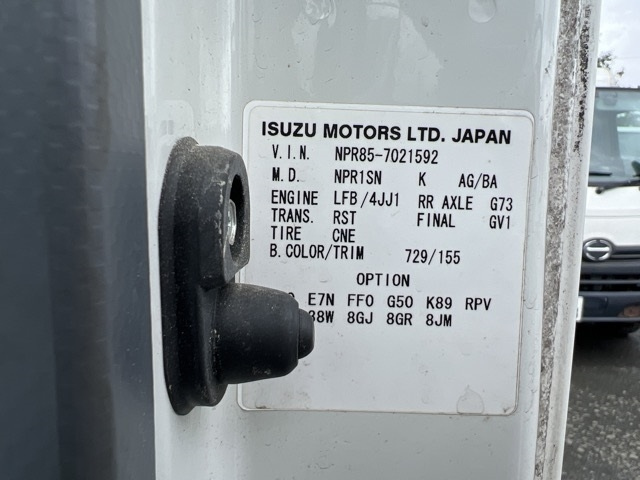 ISUZU MOTORS LTD. JAPAN
V.I.N. NPR85-7021592
M.D. NPR1SN K AG/BA
ENGINE LFB/4JJ1 RR AXLE G73
TRANS. RST FINAL GV1
TIRE CNE
B.COLOR/TRIM 729/155
OPTION
E7N FF0 G50 K89 RPV
8GJ 8GR 8JM